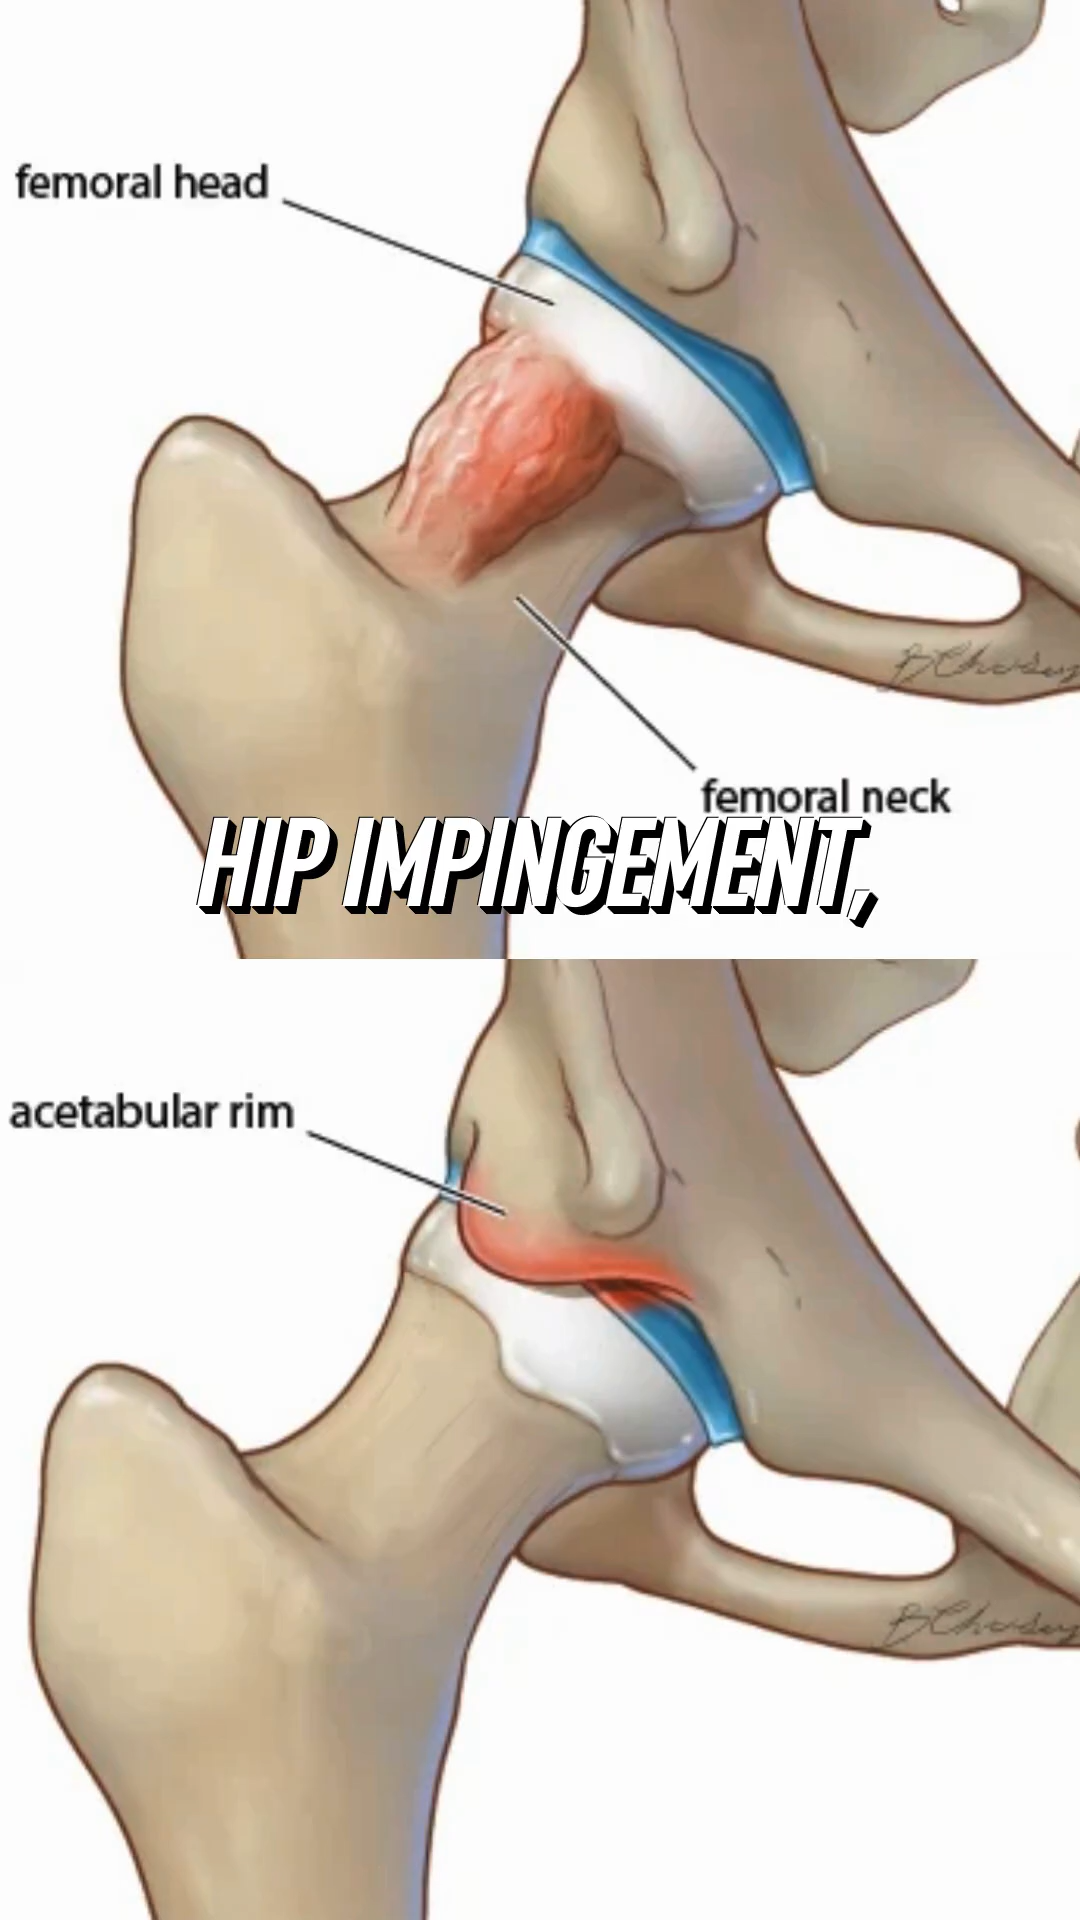 femoral head
femoral neck
HIP IMPINGEMENT,
acetabular rim